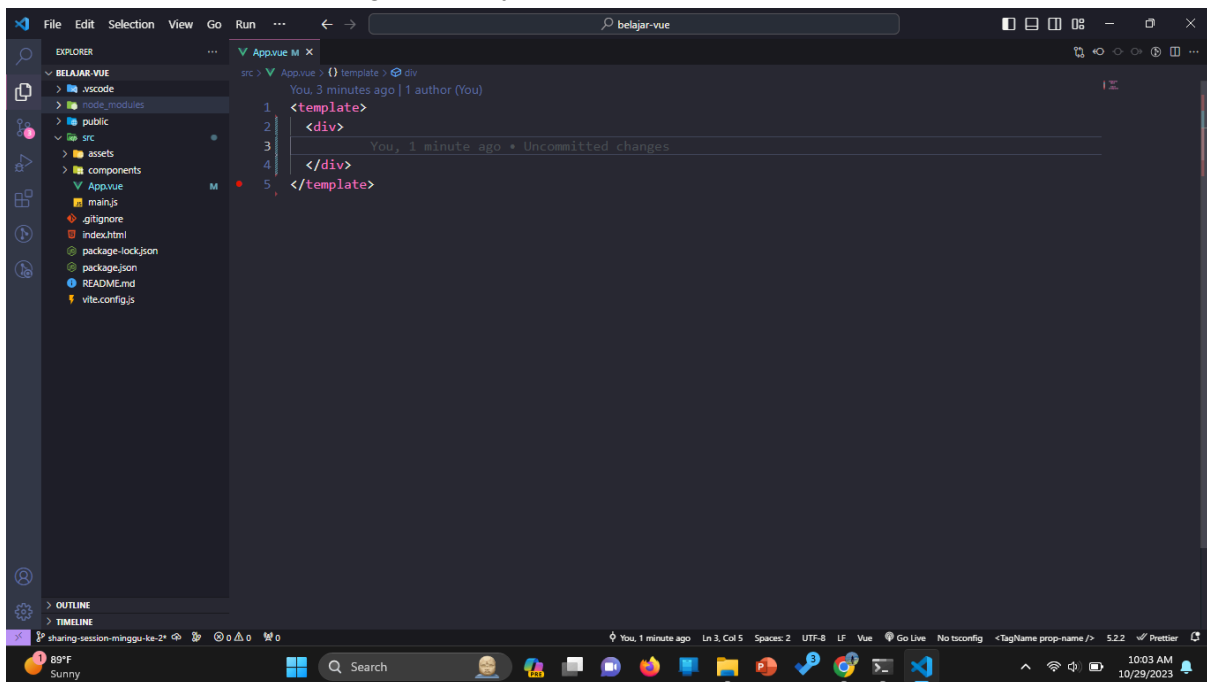 File Edit Selection View Go Run ··· belajar-vue
EXPLORER ···
BELAJAR-VUE
.vscode
node_modules
public
src
assets
components
App.vue M
main.js
.gitignore
index.html
package-lock.json
package.json
README.md
vite.config.js
OUTLINE
TIMELINE
App.vue M
src > App.vue > {} template > div
You, 3 minutes ago | 1 author (You)
1 <template>
2 <div>
3 You, 1 minute ago • Uncommitted changes
4 </div>
5 </template>
sharing-session-minggu-ke-2* 0 0 0 You, 1 minute ago Ln 3, Col 5 Spaces: 2 UTF-8 LF Vue Go Live No tsconfig <TagName prop-name /> 5.2.2 Prettier
1 89°F
Sunny
Search
PRE
3
10:03 AM
10/29/2023